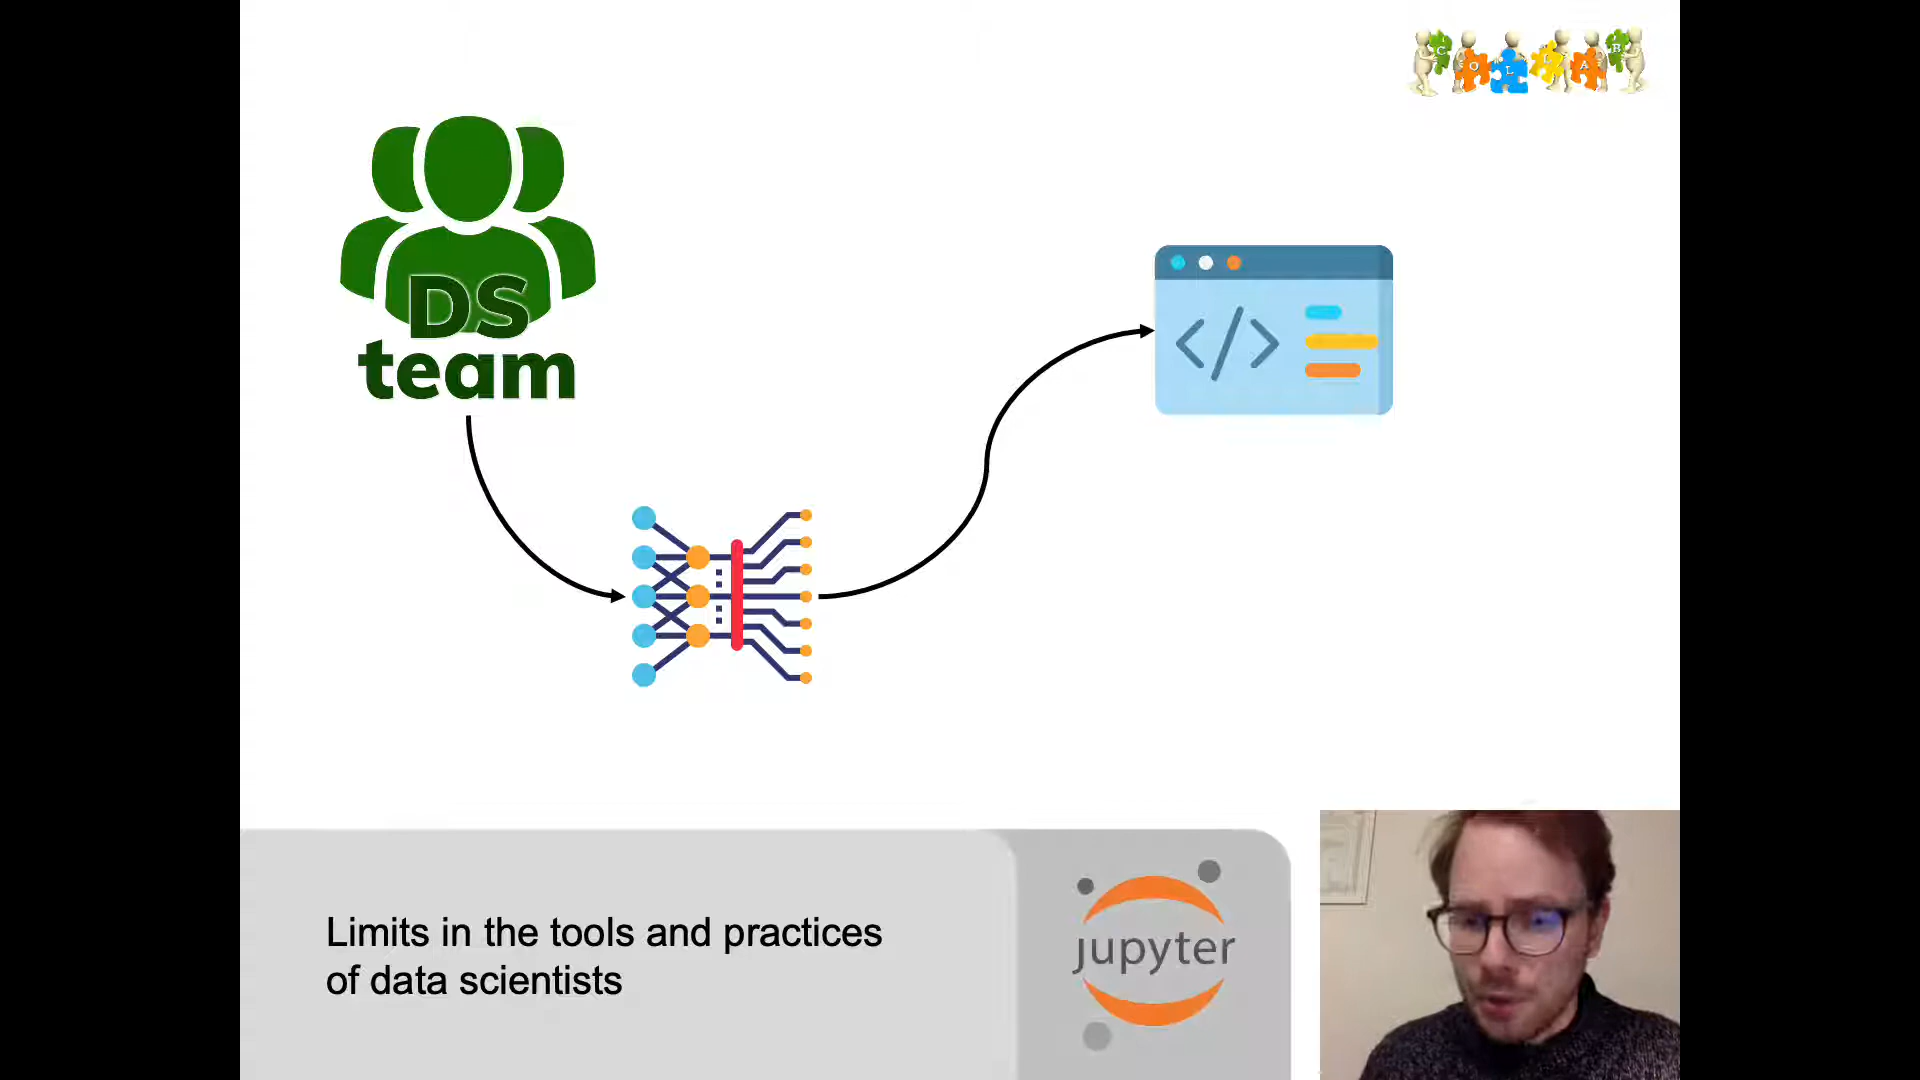 C O L L A B
DS
team
</>
Limits in the tools and practices
of data scientists
jupyter